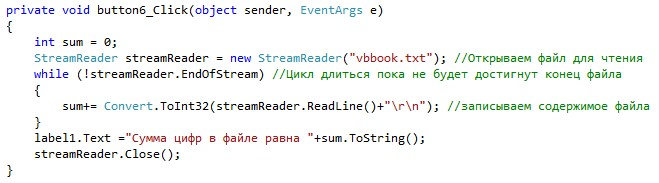 private void button6_Click(object sender, EventArgs e)
{
int sum = 0;
StreamReader streamReader = new StreamReader("vbbook.txt"); //Открываем файл для чтения
while (!streamReader.EndOfStream) //Цикл длиться пока не будет достигнут конец файла
{
sum+= Convert.ToInt32(streamReader.ReadLine()+"\r\n"); //записываем содержимое файла
}
label1.Text ="Сумма цифр в файле равна "+sum.ToString();
streamReader.Close();
}